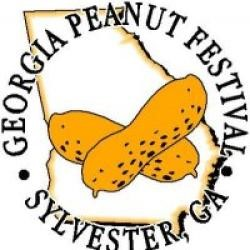 • GEORGIA PEANUT FESTIVAL •
SYLVESTER, GA